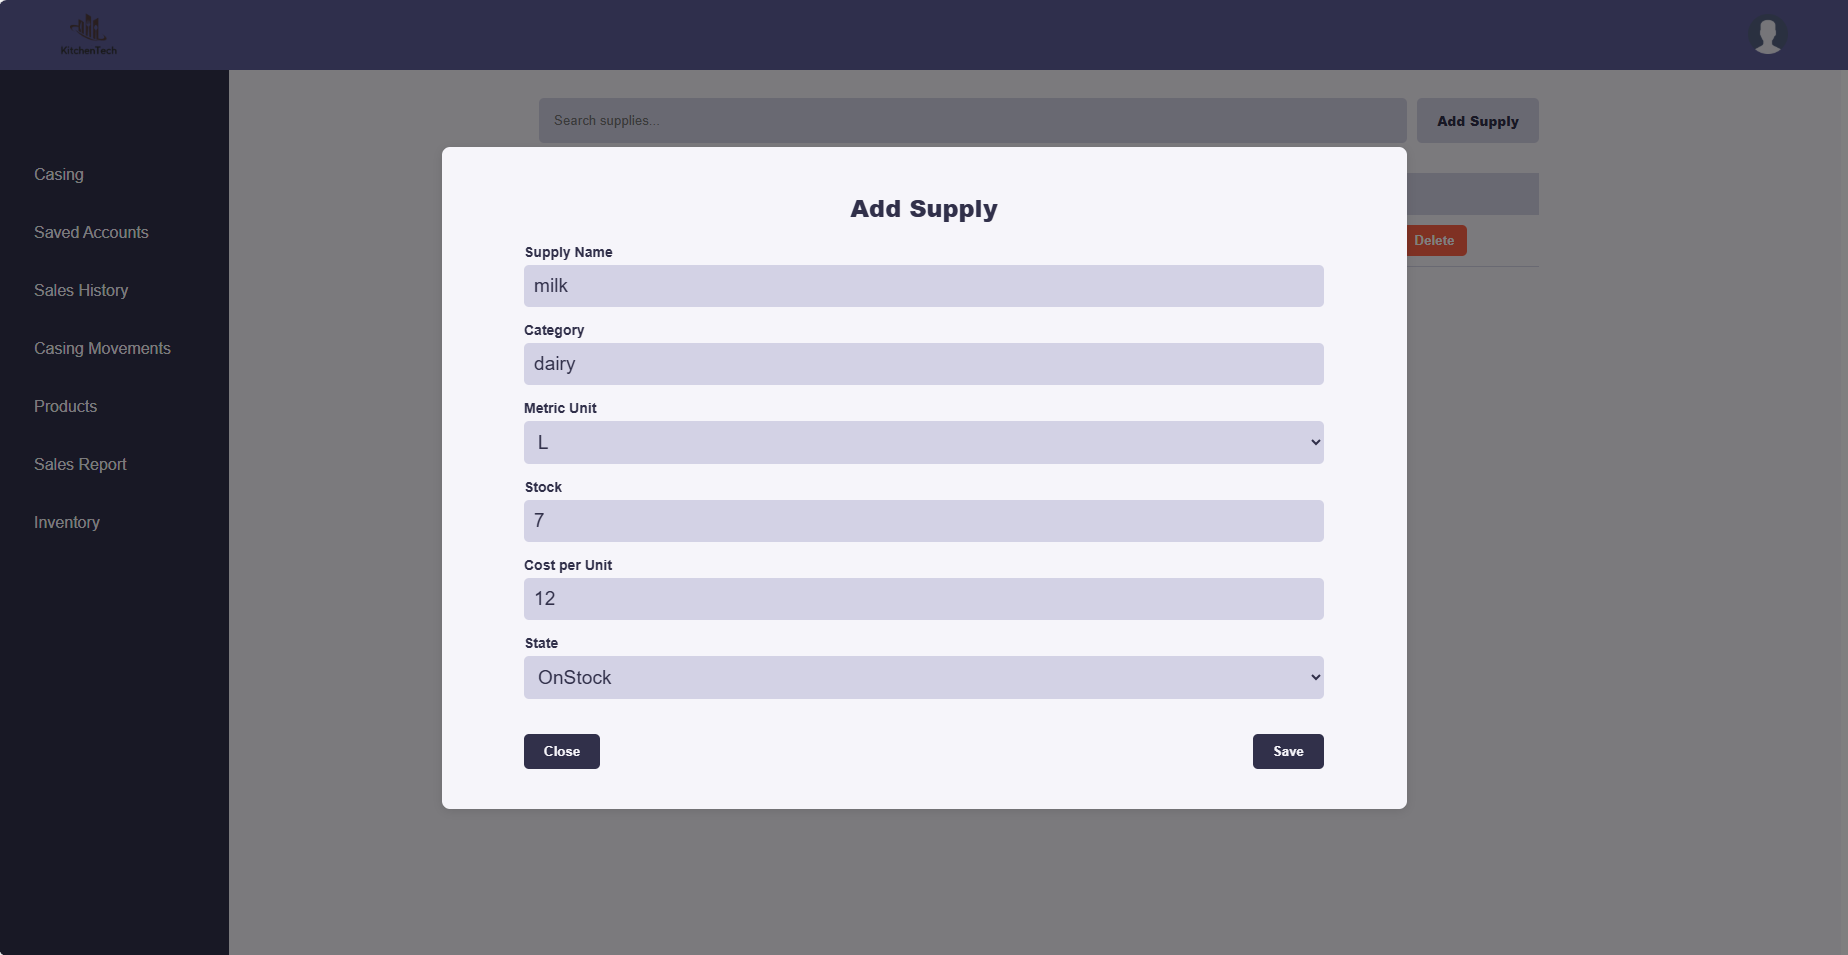 KitchenTech
Search supplies...
Add Supply
Casing
Saved Accounts
Sales History
Casing Movements
Products
Sales Report
Inventory
Delete
Add Supply
Supply Name
milk
Category
dairy
Metric Unit
L
Stock
7
Cost per Unit
12
State
OnStock
Close
Save